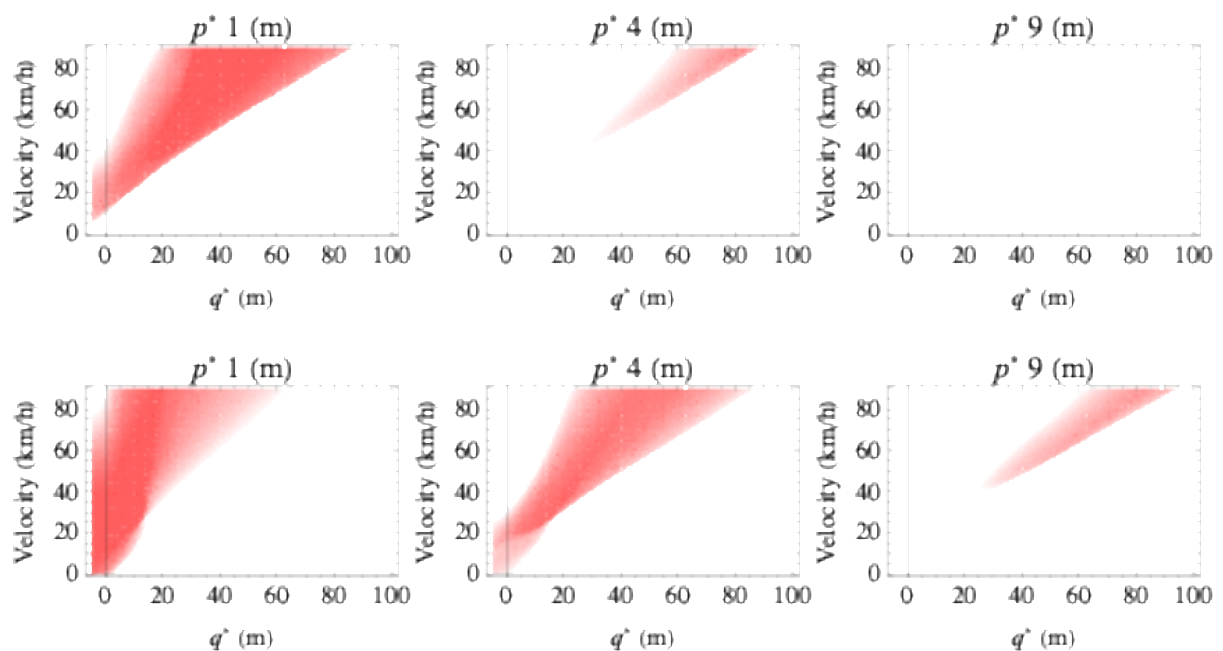 p* 1 (m) p* 4 (m) p* 9 (m)
Velocity (km/h) Velocity (km/h) Velocity (km/h)
80 80 80
60 60 60
40 40 40
20 20 20
0 0 0
0 20 40 60 80 100 0 20 40 60 80 100 0 20 40 60 80 100
q* (m) q* (m) q* (m)
p* 1 (m) p* 4 (m) p* 9 (m)
Velocity (km/h) Velocity (km/h) Velocity (km/h)
80 80 80
60 60 60
40 40 40
20 20 20
0 0 0
0 20 40 60 80 100 0 20 40 60 80 100 0 20 40 60 80 100
q* (m) q* (m) q* (m)